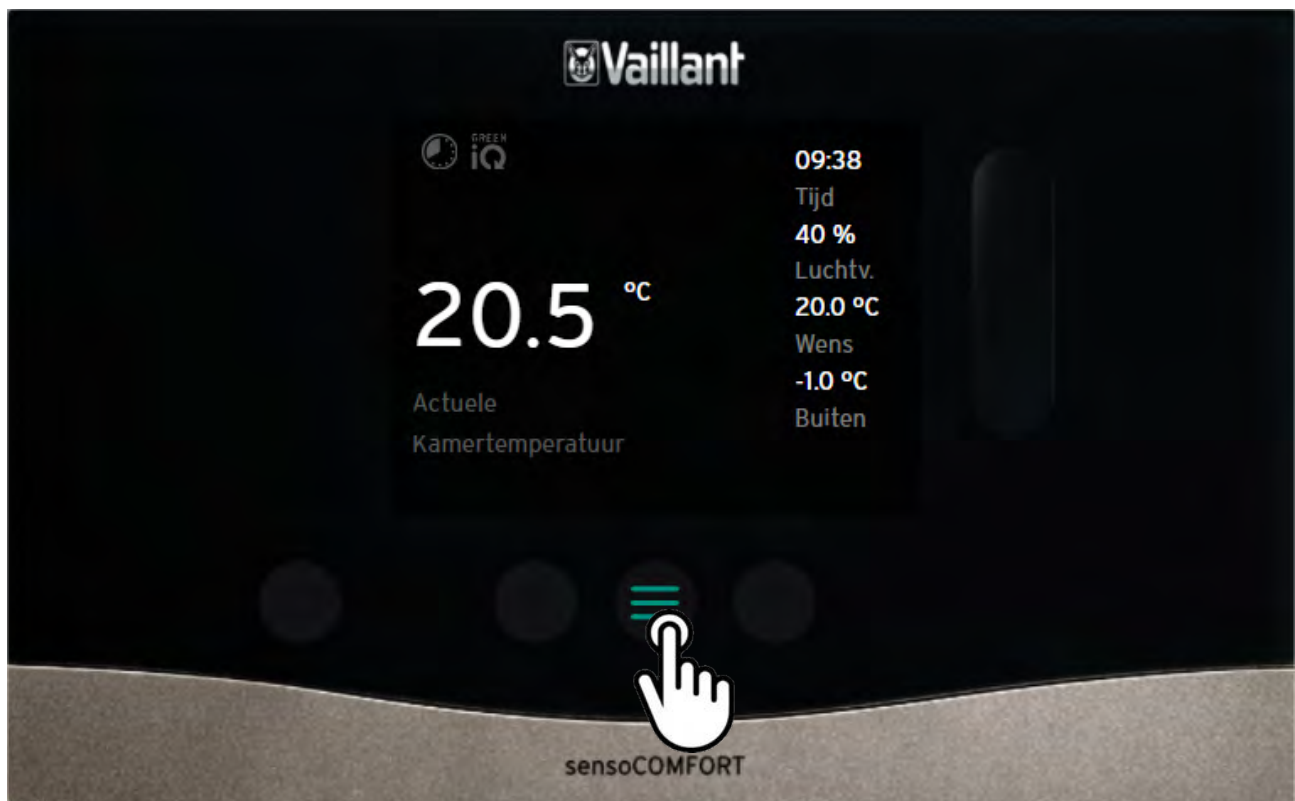 Vaillant
GREEN
iQ
09:38
Tijd
40 %
Luchtv.
20.0 °C
Wens
-1.0 °C
Buiten
20.5 °C
Actuele
Kamertemperatuur
sensoCOMFORT